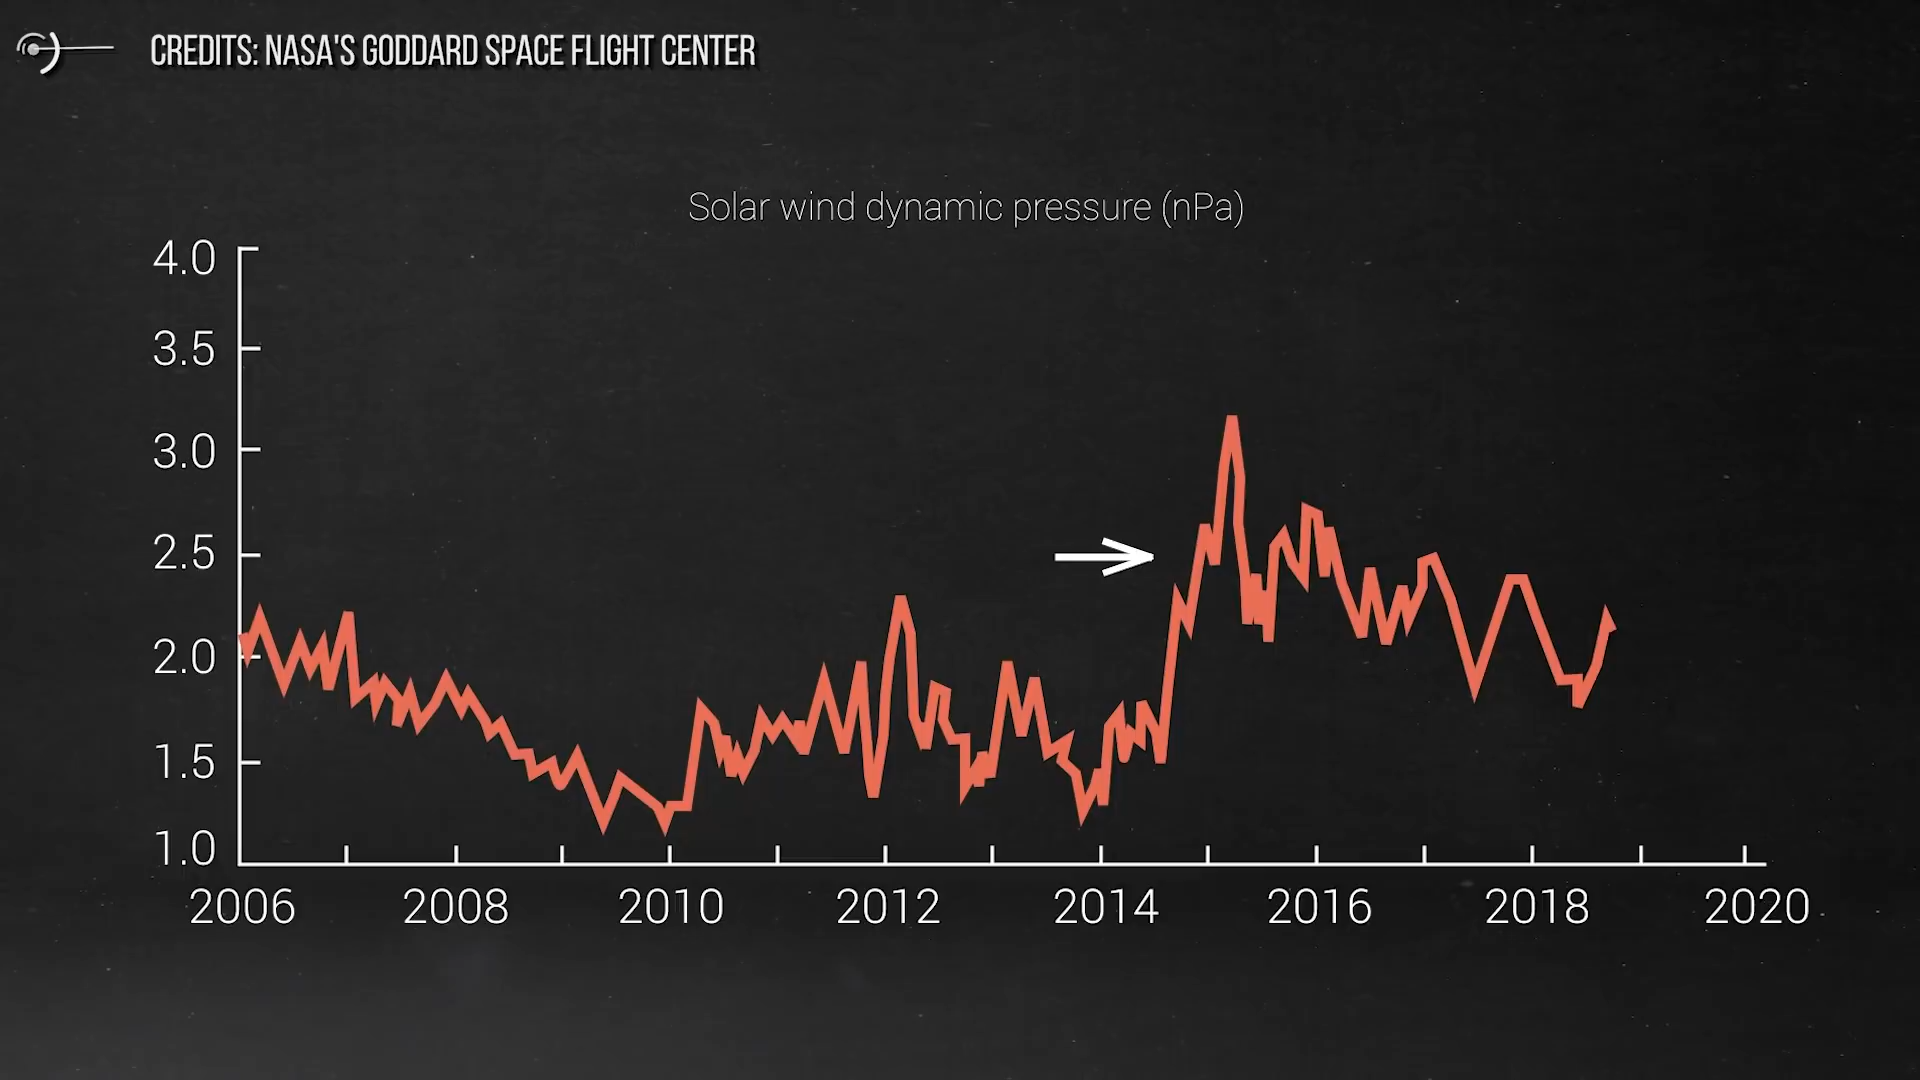 CREDITS: NASA'S GODDARD SPACE FLIGHT CENTER
Solar wind dynamic pressure (nPa)
4.0
3.5
3.0
2.5
2.0
1.5
1.0
2006 2008 2010 2012 2014 2016 2018 2020